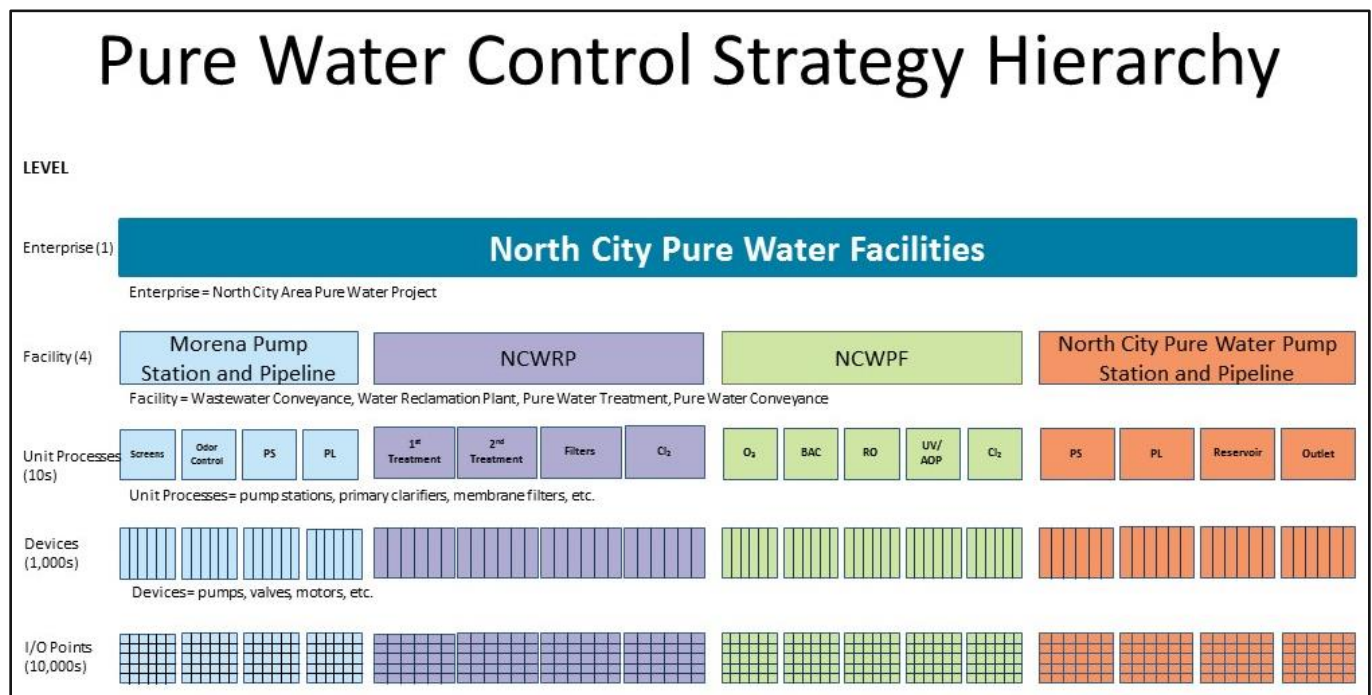 Pure Water Control Strategy Hierarchy
LEVEL
Enterprise (1)
North City Pure Water Facilities
Enterprise = North City Area Pure Water Project
Facility (4)
Morena Pump
Station and Pipeline
NCWRP
NCWPF
North City Pure Water Pump
Station and Pipeline
Facility = Wastewater Conveyance, Water Reclamation Plant, Pure Water Treatment, Pure Water Conveyance
Unit Processes
(10s)
Screens
Odor
Control
PS
PL
1st
Treatment
2nd
Treatment
Filters
Cl₂
O₃
BAC
RO
UV/
AOP
Cl₂
PS
PL
Reservoir
Outlet
Unit Processes= pump stations, primary clarifiers, membrane filters, etc.
Devices
(1,000s)
Devices= pumps, valves, motors, etc.
I/O Points
(10,000s)